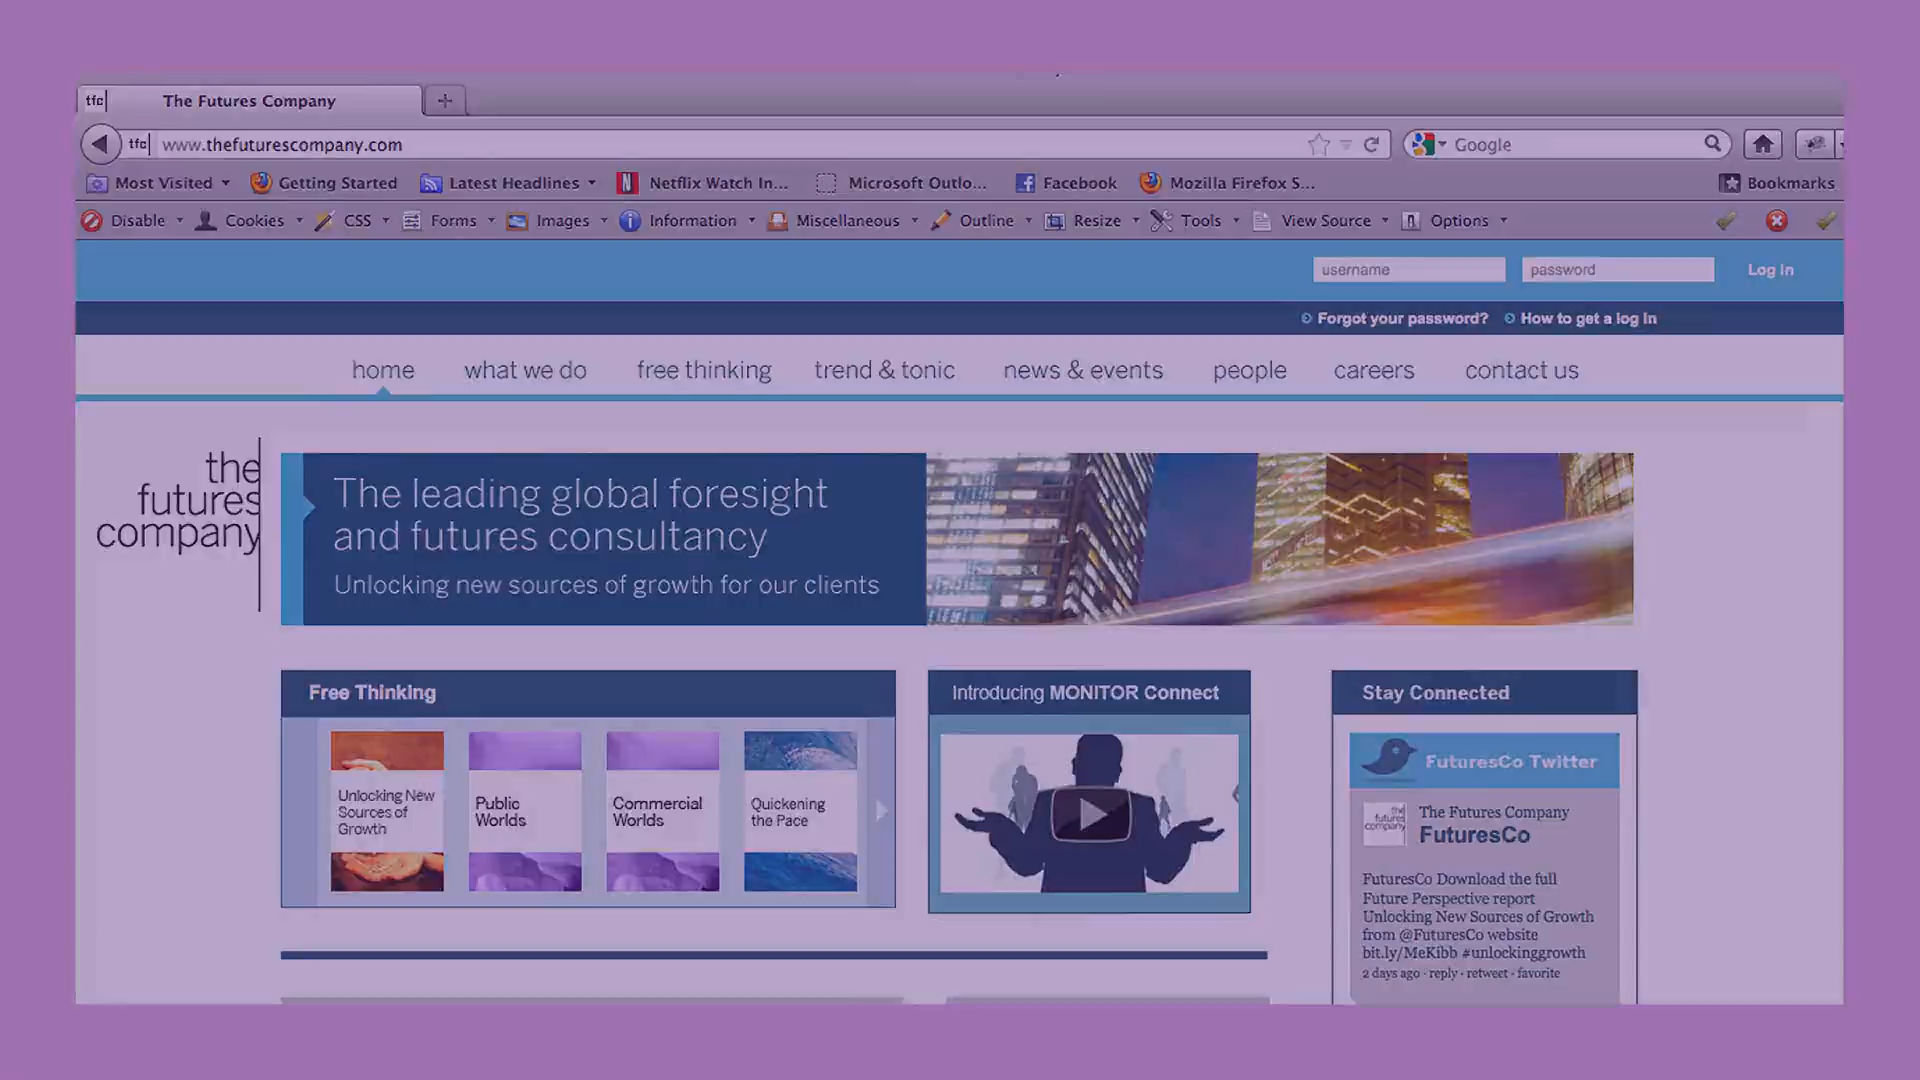 tfc The Futures Company +
tfc www.thefuturescompany.com Google
Most Visited Getting Started Latest Headlines Netflix Watch In... Microsoft Outlo... Facebook Mozilla Firefox S... Bookmarks
Disable Cookies CSS Forms Images Information Miscellaneous Outline Resize Tools View Source Options
username password Log in
Forgot your password? How to get a log in
home what we do free thinking trend & tonic news & events people careers contact us
the
futures
company
The leading global foresight
and futures consultancy
Unlocking new sources of growth for our clients
Free Thinking
Unlocking New
Sources of
Growth
Public
Worlds
Commercial
Worlds
Quickening
the Pace
Introducing MONITOR Connect
Stay Connected
FuturesCo Twitter
the
futures
company
The Futures Company
FuturesCo
FuturesCo Download the full
Future Perspective report
Unlocking New Sources of Growth
from @FuturesCo website
bit.ly/MeKibb #unlockinggrowth
2 days ago · reply · retweet · favorite